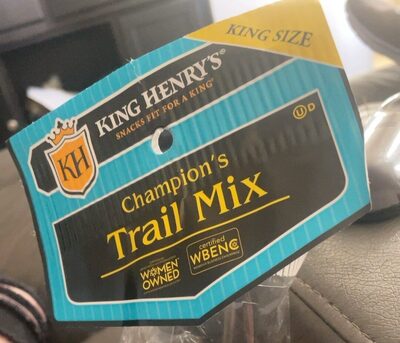 KING SIZE
KING HENRY'S®
SNACKS FIT FOR A KING
KH
U D
Champion's
Trail Mix
WOMEN
OWNED
certified
WBENC